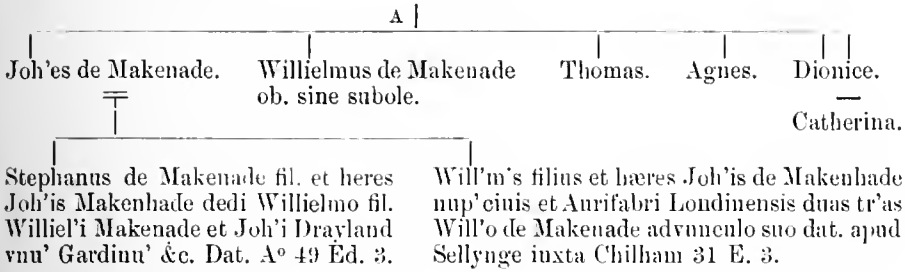 A
Joh'es de Makenade. Willielmus de Makenade Thomas. Agnes. Dionice.
ob. sine subole.
Catherina.
Stephanus de Makenade fil. et heres
Joh'is Makenhade dedi Willielmo fil.
Williel'i Makenade et Joh'i Drayland
vnu' Gardinu' &c. Dat. Aº 49 Ed. 3.
Will'm's filius et hæres Joh'is de Makenhade
nup' ciuis et Aurifabri Londinensis duas tr'as
Will'o de Makenade advunculo suo dat. apud
Sellynge iuxta Chilham 31 E. 3.